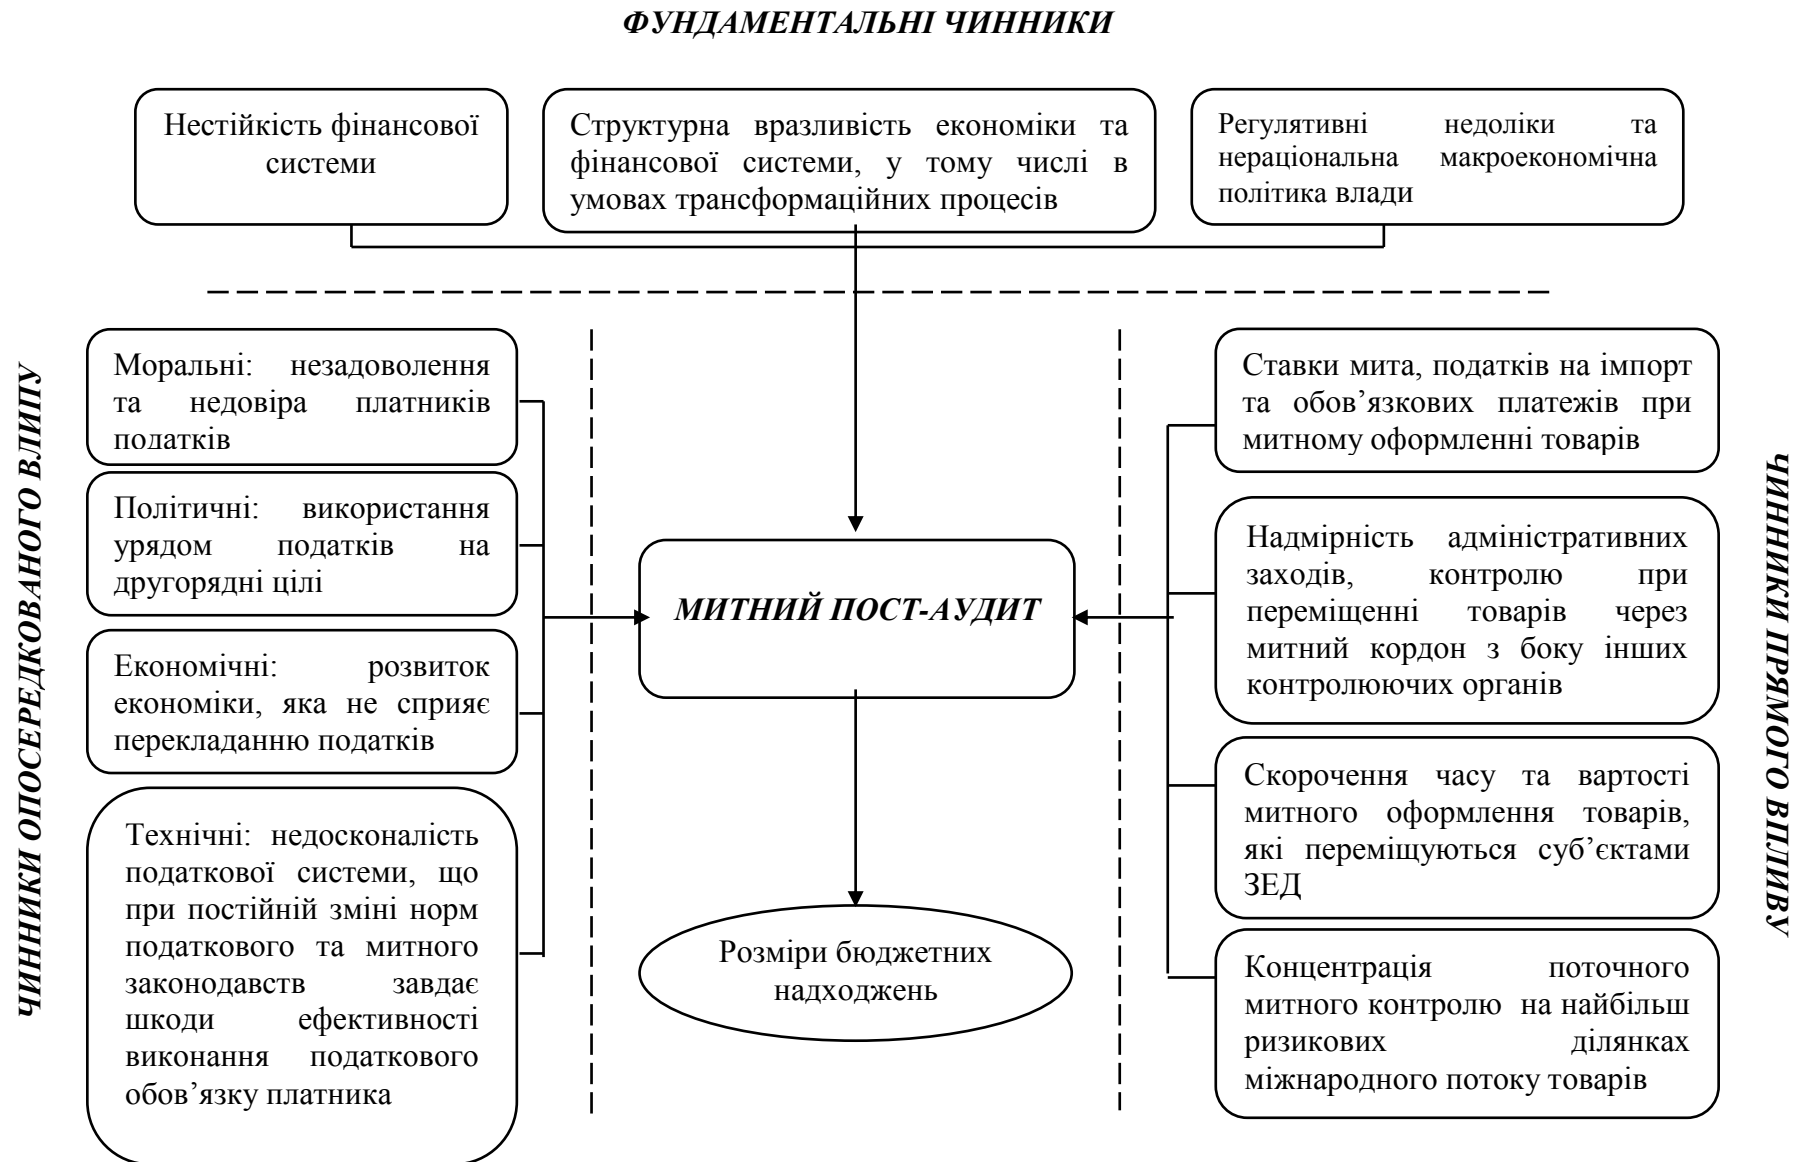 ФУНДАМЕНТАЛЬНІ ЧИННИКИ
Нестійкість фінансової
системи
Структурна вразливість економіки та
фінансової системи, у тому числі в
умовах трансформаційних процесів
Регулятивні недоліки та
нераціональна макроекономічна
політика влади
ЧИННИКИ ОПОСЕРЕДКОВАНОГО ВЛИПУ
Моральні: незадоволення
та недовіра платників
податків
Політичні: використання
урядом податків на
другорядні цілі
Економічні: розвиток
економіки, яка не сприяє
перекладанню податків
Технічні: недосконалість
податкової системи, що
при постійній зміні норм
податкового та митного
законодавств завдає
шкоди ефективності
виконання податкового
обов’язку платника
МИТНИЙ ПОСТ-АУДИТ
Розміри бюджетних
надходжень
Ставки мита, податків на імпорт
та обов’язкових платежів при
митному оформленні товарів
Надмірність адміністративних
заходів, контролю при
переміщенні товарів через
митний кордон з боку інших
контролюючих органів
Скорочення часу та вартості
митного оформлення товарів,
які переміщуються суб’єктами
ЗЕД
Концентрація поточного
митного контролю на найбільш
ризикових ділянках
міжнародного потоку товарів
ЧИННИКИ ПРЯМОГО ВПЛИВУ